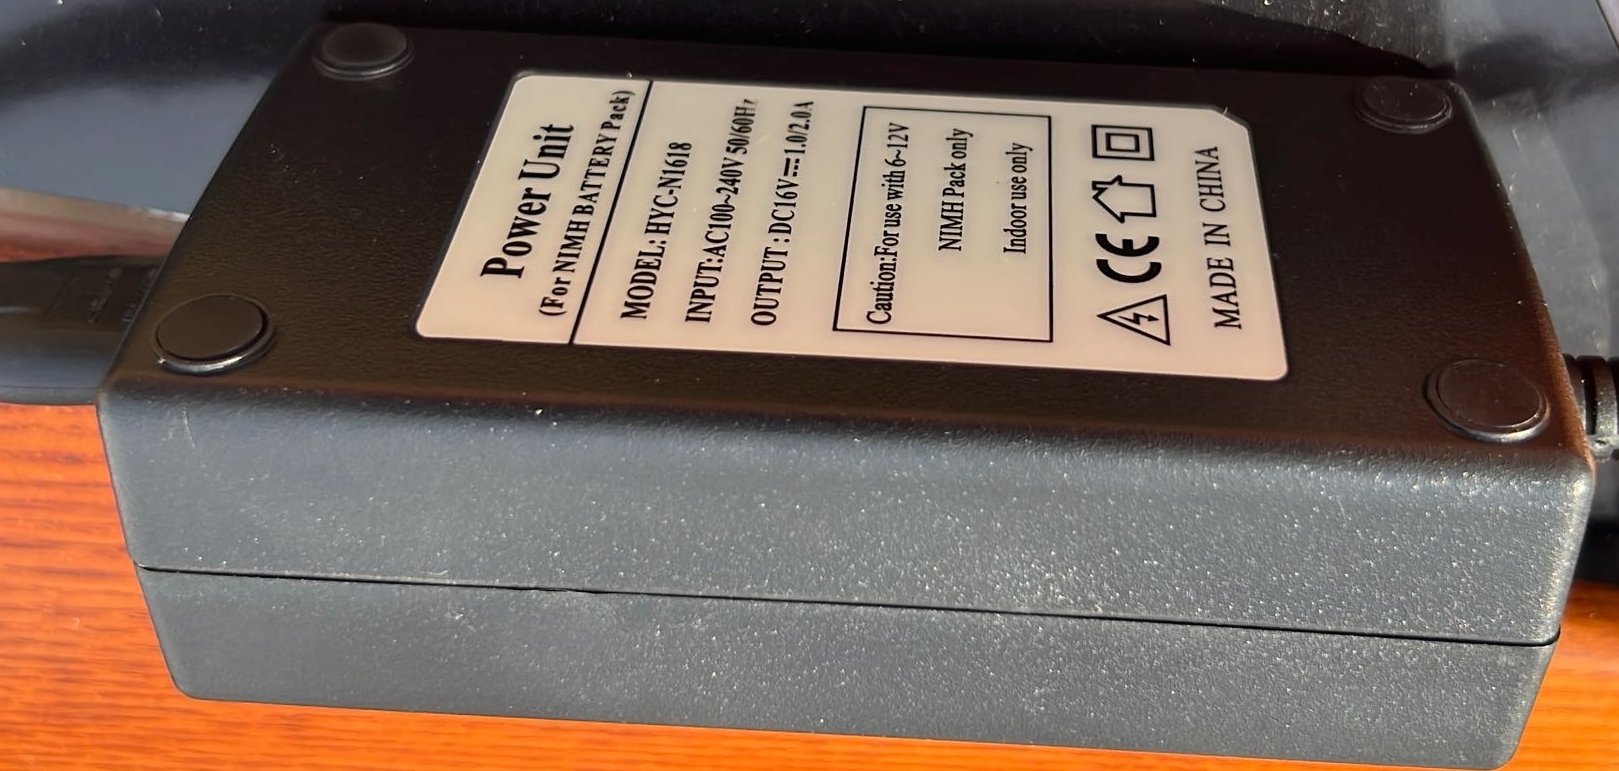 Power Unit
(For NIMH BATTERY Pack)
MODEL: HYC-N1618
INPUT:AC100~240V 50/60Hz
OUTPUT : DC16V⎓1.0/2.0A
Caution:For use with 6~12V
NIMH Pack only
Indoor use only
CE
MADE IN CHINA